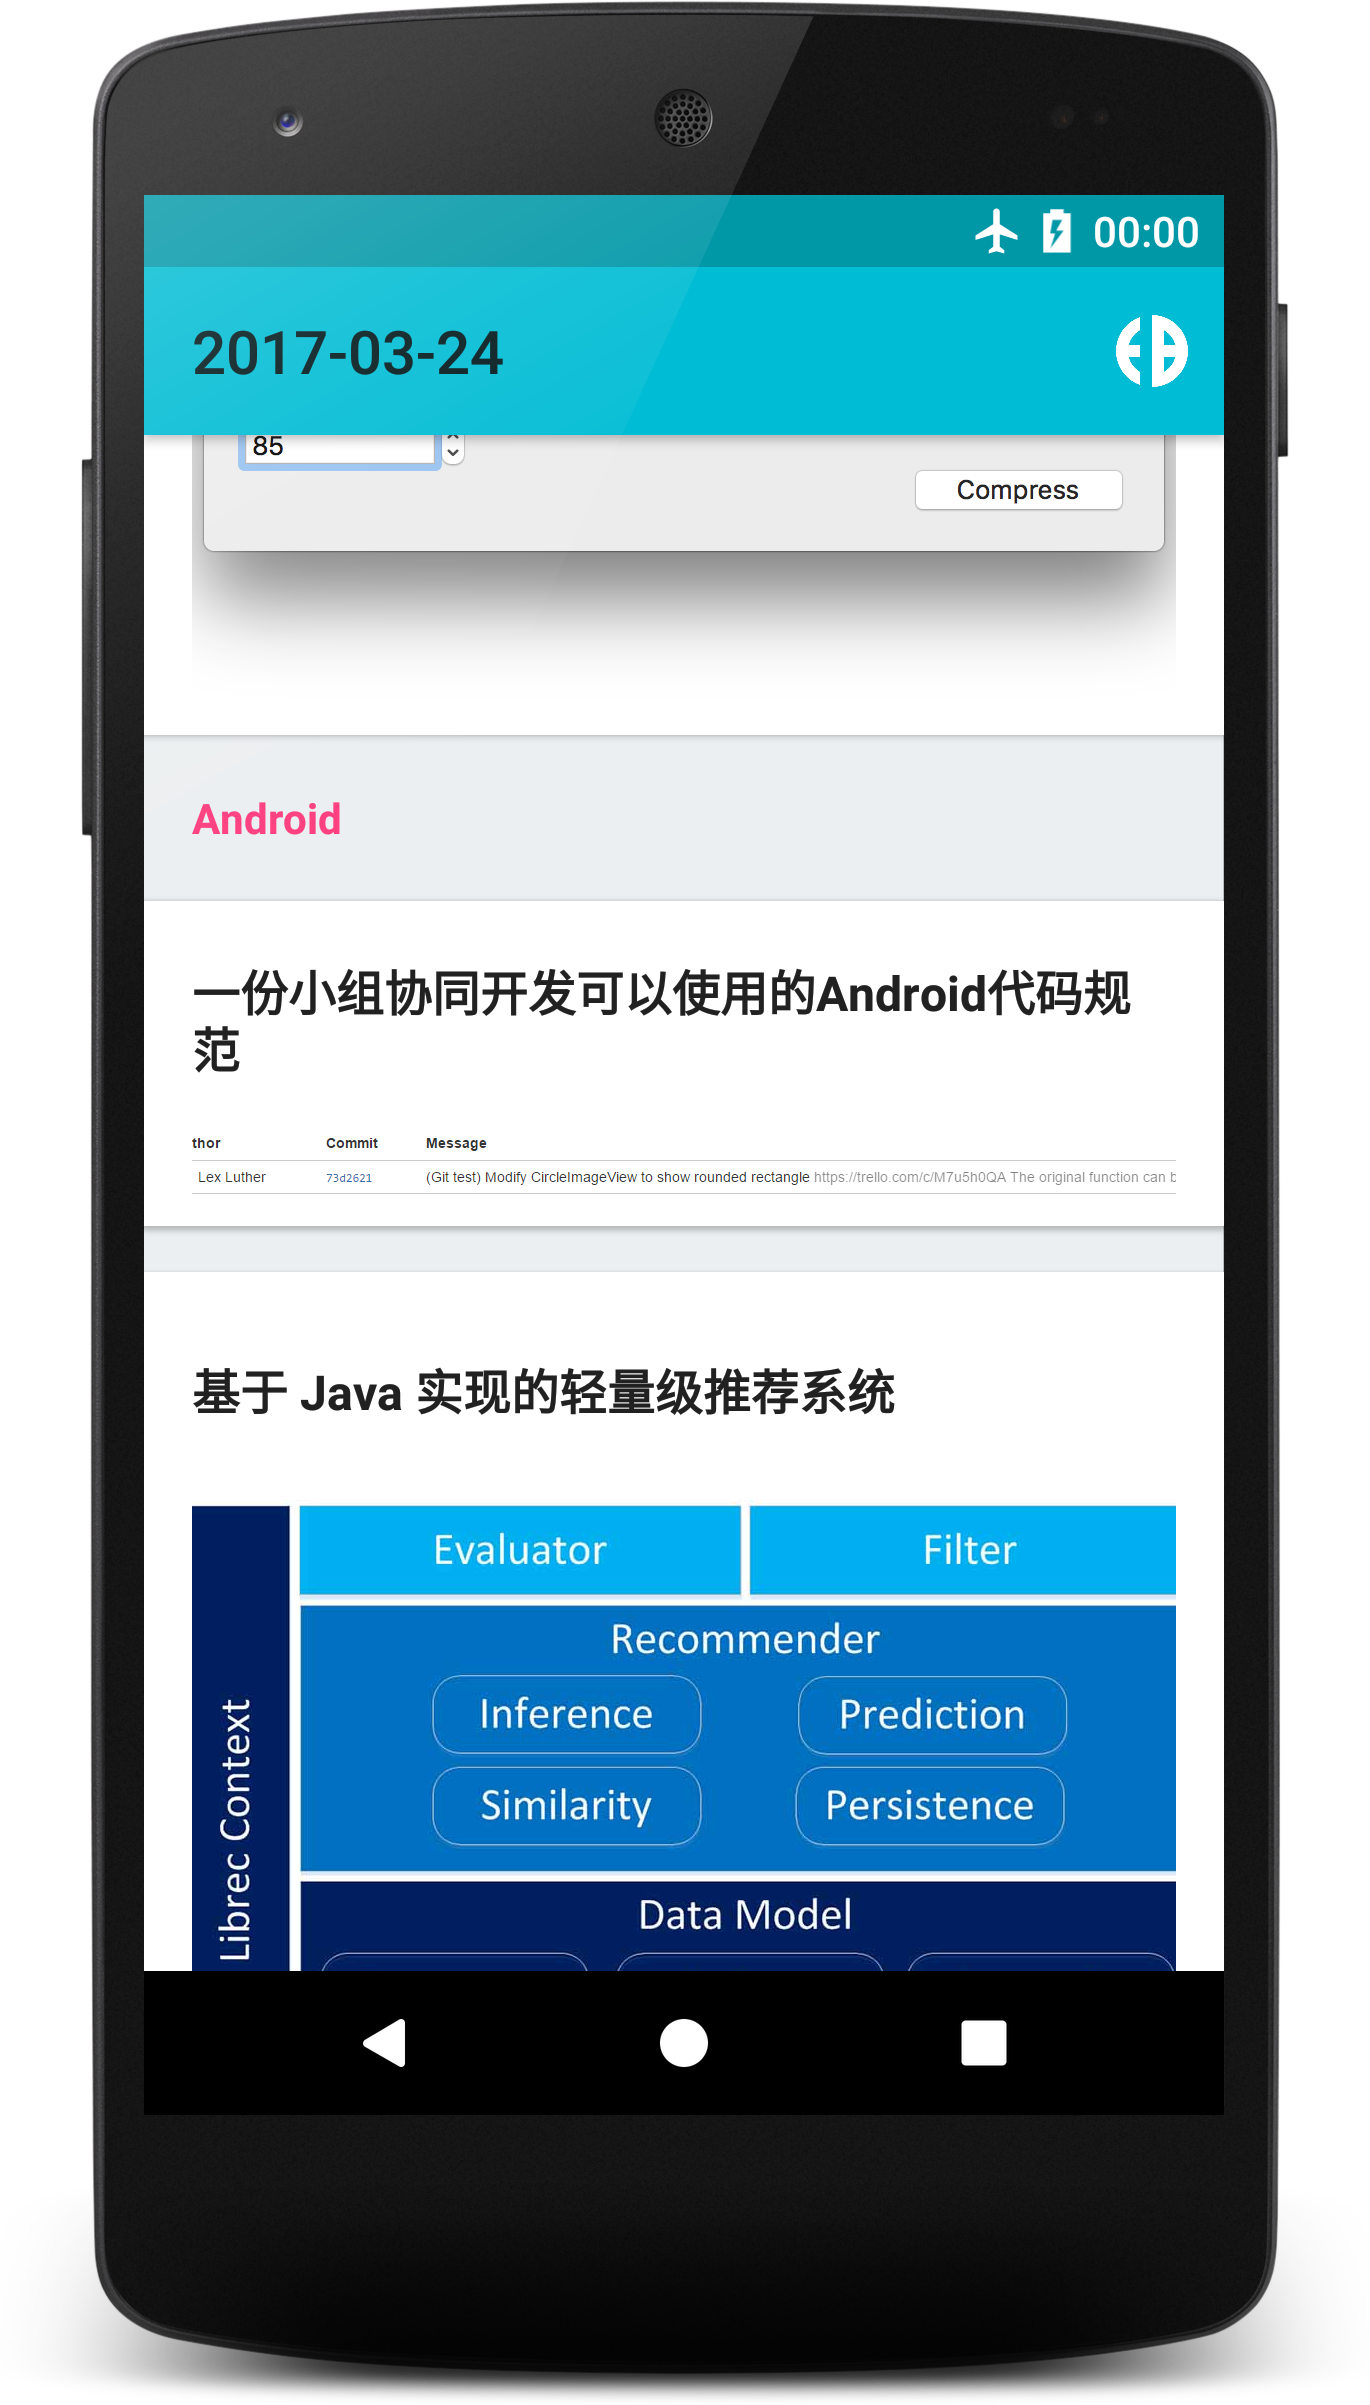 00:00
2017-03-24
85
Compress
Android
一份小组协同开发可以使用的Android代码规
范
thor Commit Message
Lex Luther 73d2621 (Git test) Modify CircleImageView to show rounded rectangle https://trello.com/c/M7u5h0QA The original function can b
基于 Java 实现的轻量级推荐系统
Librec Context
Evaluator Filter
Recommender
Inference Prediction
Similarity Persistence
Data Model